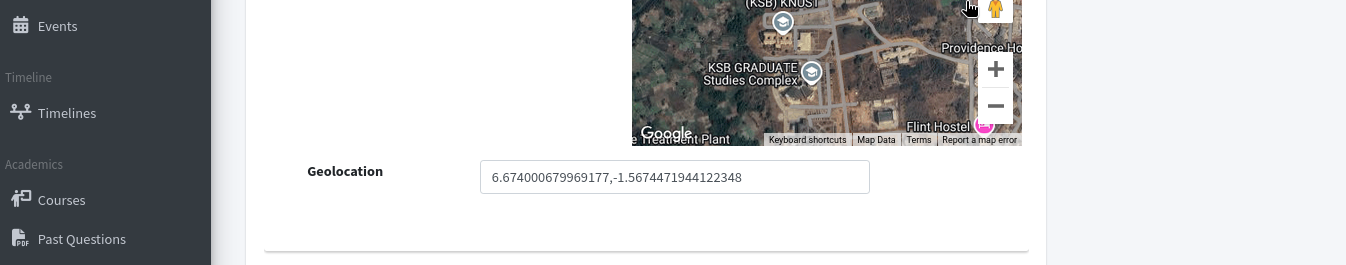 Events
Timeline
Timelines
Academics
Courses
PDF
Past Questions
(KSB) KNUST
Providence Ho
KSB GRADUATE
Studies Complex
Flint Hostel
Google
e Treatment Plant
Keyboard shortcuts
Map Data
Terms
Report a map error
Geolocation
6.674000679969177,-1.5674471944122348